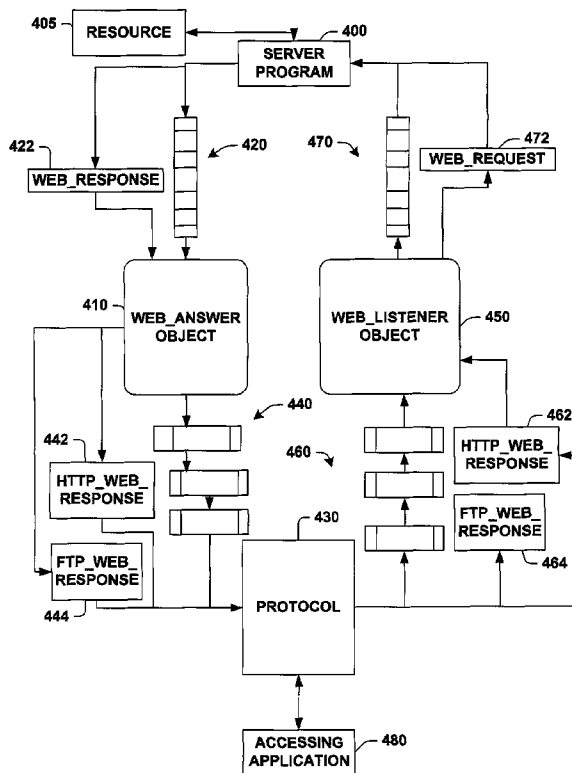 405
RESOURCE
400
SERVER
PROGRAM
422
WEB_RESPONSE
420
470
472
WEB_REQUEST
410
WEB_ANSWER
OBJECT
WEB_LISTENER
OBJECT
450
440
442
HTTP_WEB_
RESPONSE
460
462
HTTP_WEB_
RESPONSE
430
FTP_WEB_
RESPONSE
444
PROTOCOL
FTP_WEB_
RESPONSE
464
ACCESSING
APPLICATION
480